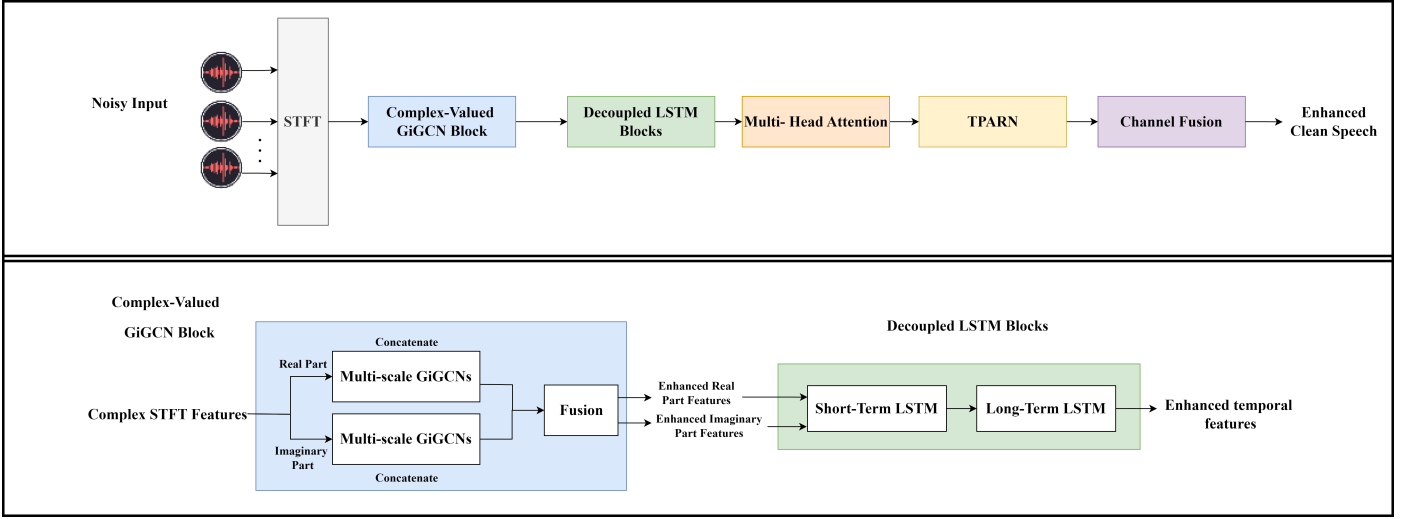 Noisy Input
STFT
Complex-Valued
GiGCN Block
Decoupled LSTM
Blocks
Multi- Head Attention
TPARN
Channel Fusion
Enhanced
Clean Speech
Complex-Valued
GiGCN Block
Complex STFT Features
Real Part
Imaginary
Part
Concatenate
Multi-scale GiGCNs
Multi-scale GiGCNs
Concatenate
Fusion
Enhanced Real
Part Features
Enhanced Imaginary
Part Features
Decoupled LSTM Blocks
Short-Term LSTM
Long-Term LSTM
Enhanced temporal
features